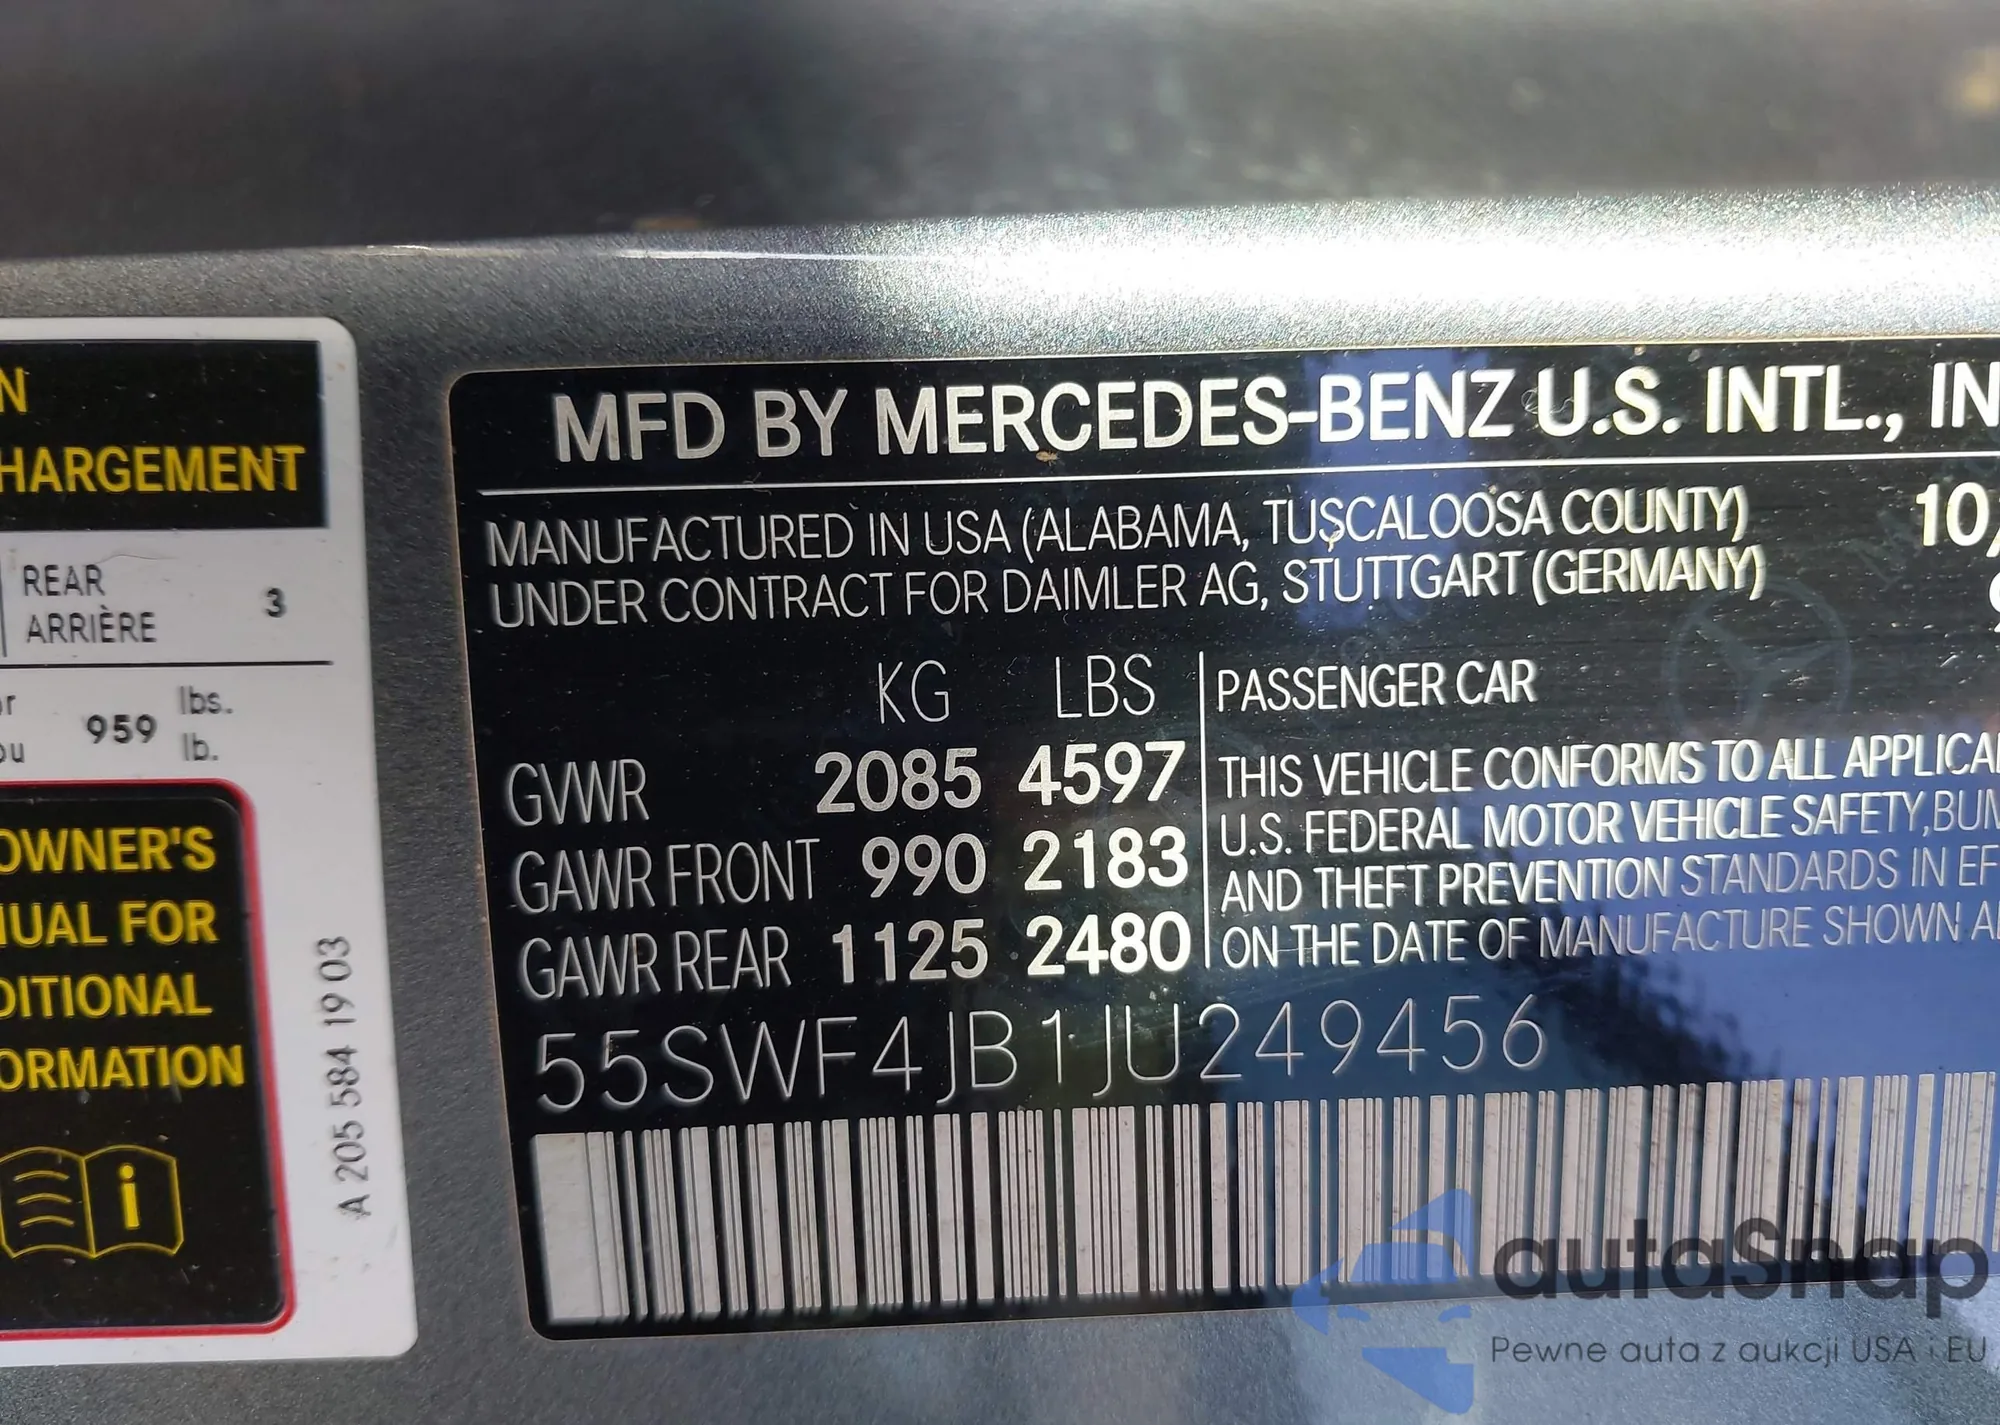 N
HARGEMENT
REAR
ARRIÈRE
3
959
lbs.
lb.
OWNER'S
UAL FOR
DITIONAL
ORMATION
i
A 205 584 19 03
MFD BY MERCEDES-BENZ U.S. INTL., IN
MANUFACTURED IN USA (ALABAMA, TUSCALOOSA COUNTY) 10/
UNDER CONTRACT FOR DAIMLER AG, STUTTGART (GERMANY)
KG LBS
GVWR 2085 4597
GAWR FRONT 990 2183
GAWR REAR 1125 2480
PASSENGER CAR
THIS VEHICLE CONFORMS TO ALL APPLICA
U.S. FEDERAL MOTOR VEHICLE SAFETY, BUM
AND THEFT PREVENTION STANDARDS IN EF
ON THE DATE OF MANUFACTURE SHOWN A
55SWF4JB1JU249456
autaSnap
Pewne auta z aukcji USA i EU